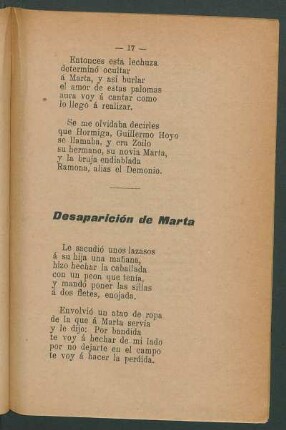 — 17 —
Entonces esta lechuza
determinó ocultar
á Marta, y así burlar
el amor de estas palomas
aura voy á cantar como
lo llegó á realizar.
Se me olvidaba decirles
que Hormiga, Guillermo Hoyo
se llamaba, y era Zoilo
su hermano, su novia Marta,
y la bruja endiablada
Ramona, alias el Demonio.
Desaparición de Marta
Le sacudió unos lazasos
á su hija una mañana,
hizo hechar la caballada
con un peon que tenía,
y mandó poner las sillas
á dos fletes, enojada.
Envolvió un atao de ropa
de la que á Marta servía
y le dijo: Por bandida
te voy á hechar de mi lado
por no dejarte en el campo
te voy á hacer la perdida.